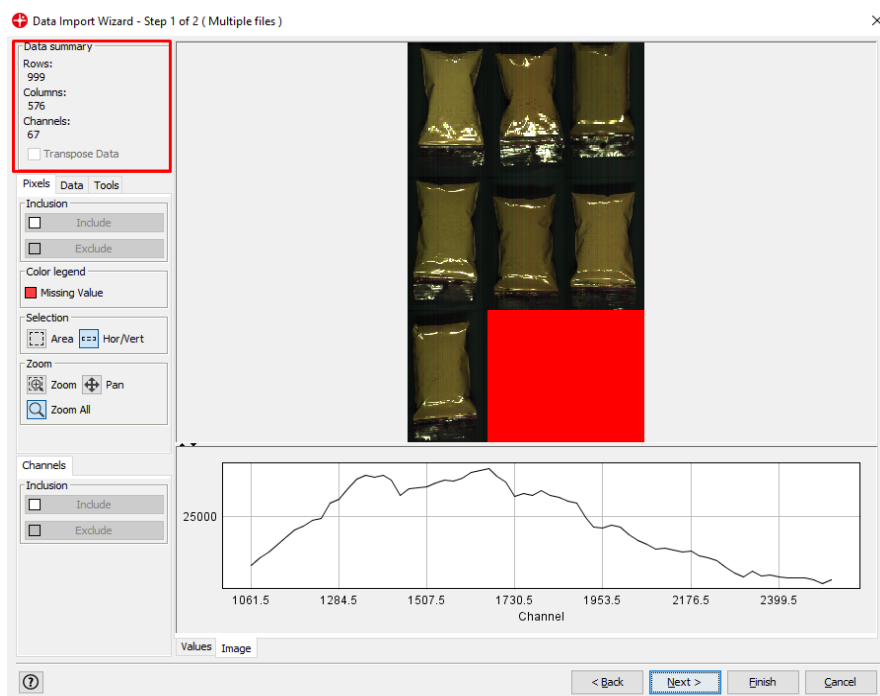 Data Import Wizard - Step 1 of 2 ( Multiple files )
Data summary
Rows:
999
Columns:
576
Channels:
67
Transpose Data
Pixels Data Tools
Inclusion
Include
Exclude
Color legend
Missing Value
Selection
Area Hor/Vert
Zoom
Zoom Pan
Zoom All
Channels
Inclusion
Include
Exclude
25000
1061.5 1284.5 1507.5 1730.5 1953.5 2176.5 2399.5
Channel
Values Image
< Back Next > Finish Cancel